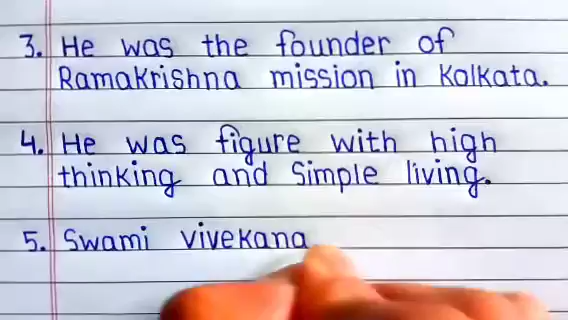 3. He was the founder of
Ramakrishna mission in Kolkata.
4. He was figure with high
thinking and Simple living.
5. Swami vivekana